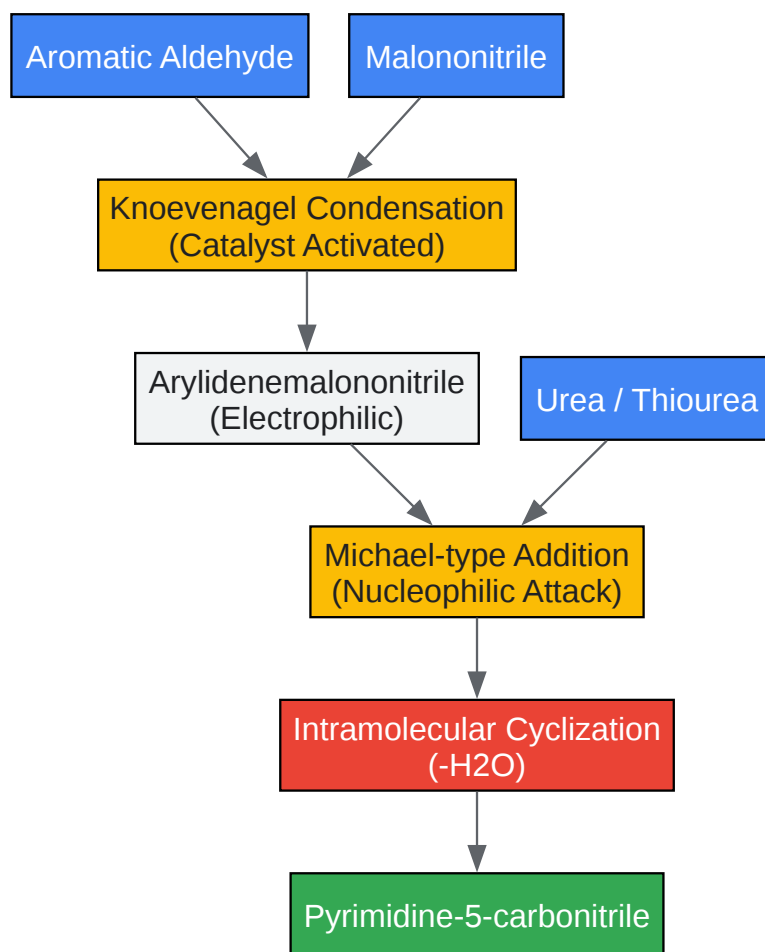 Aromatic Aldehyde
Malononitrile
Knoevenagel Condensation
(Catalyst Activated)
Arylidenemalononitrile
(Electrophilic)
Urea / Thiourea
Michael-type Addition
(Nucleophilic Attack)
Intramolecular Cyclization
(-H2O)
Pyrimidine-5-carbonitrile